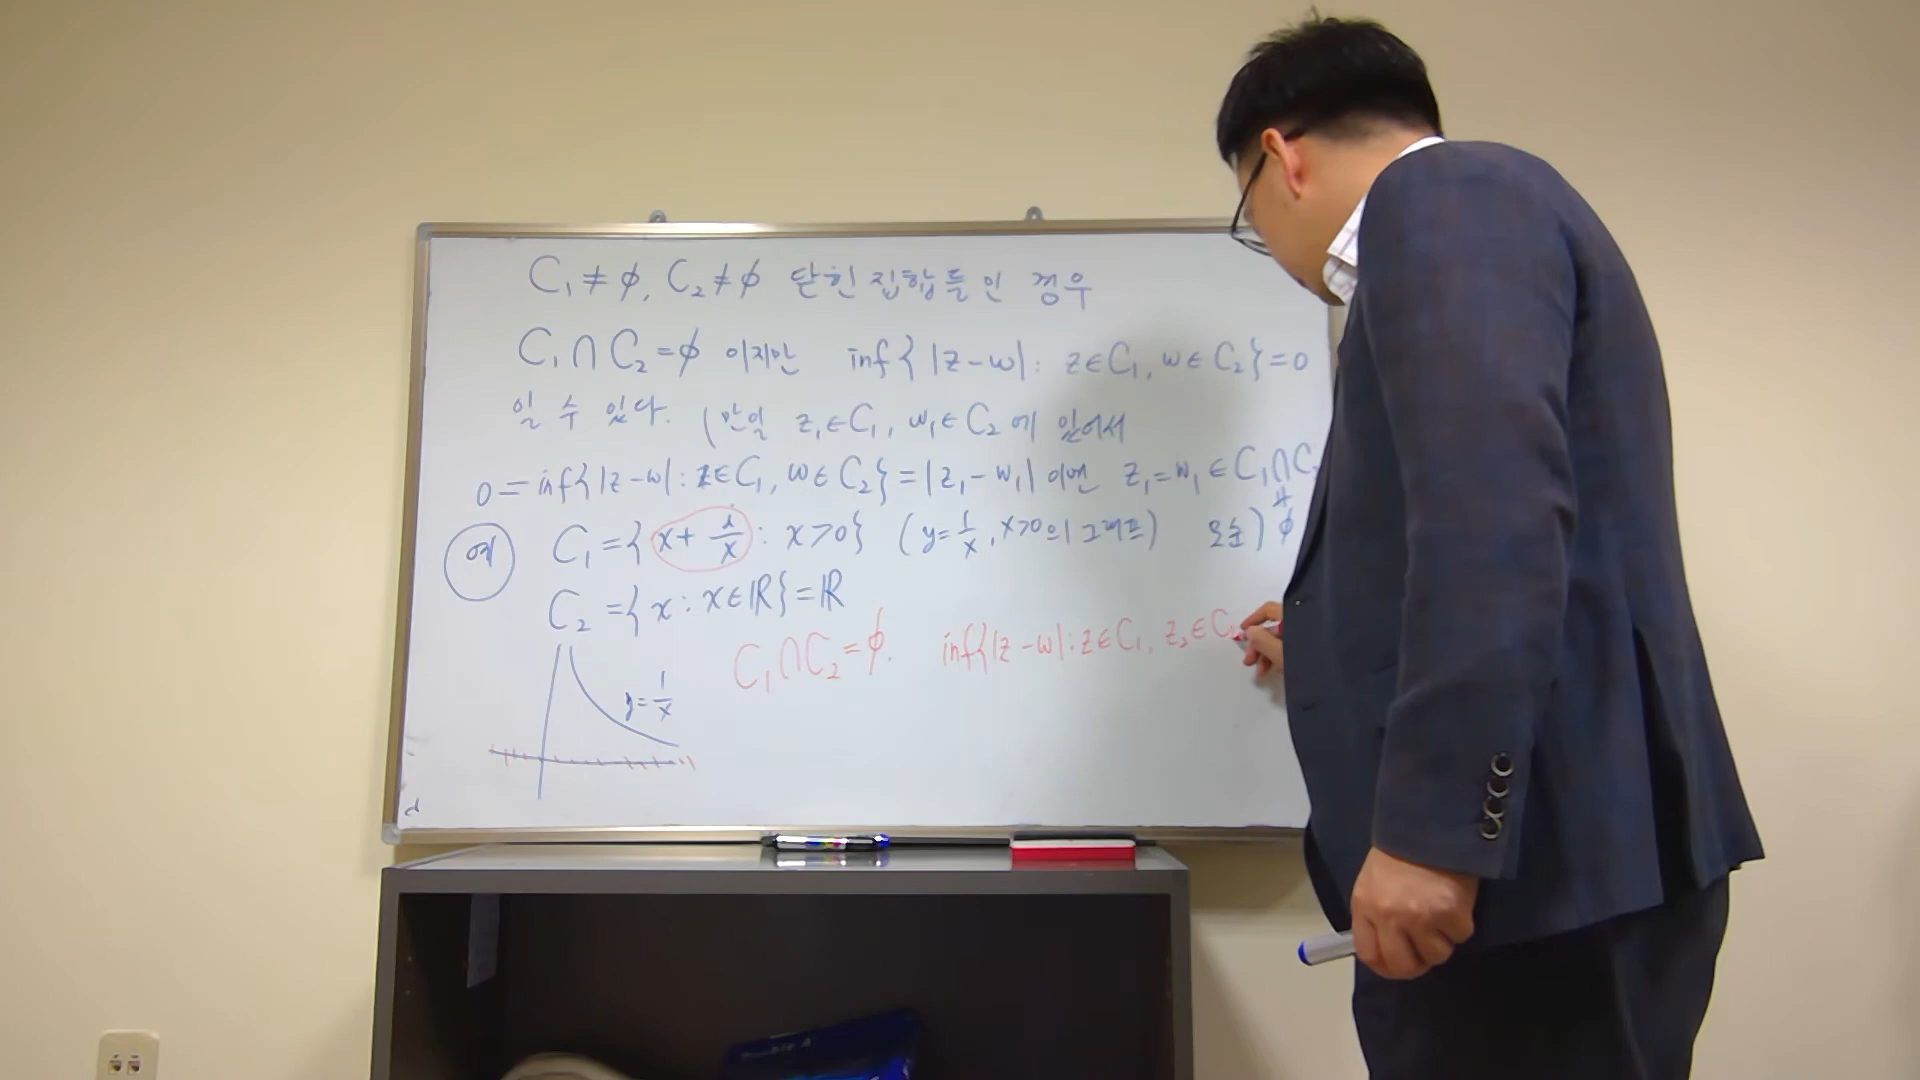 C₁≠∅, C₂≠∅ 닫힌 집합들인 경우
C₁∩C₂=∅ 이지만 inf{|z-w|: z∈C₁, w∈C₂}=0
일 수 있다. (만일 z₁∈C₁, w₁∈C₂에 있어서
0=inf{|z-w|: z∈C₁, w∈C₂}=|z₁-w₁| 이면 z₁=w₁∈C₁∩C
예 C₁={x+i/x: x>0} (y=1/x, x>0의 그래프) 모순) ∦ ∅
C₂={x: x∈ℝ}=ℝ
C₁∩C₂=∅. inf{|z-w|: z∈C₁, z₂∈C₂
y=1/x
Double A